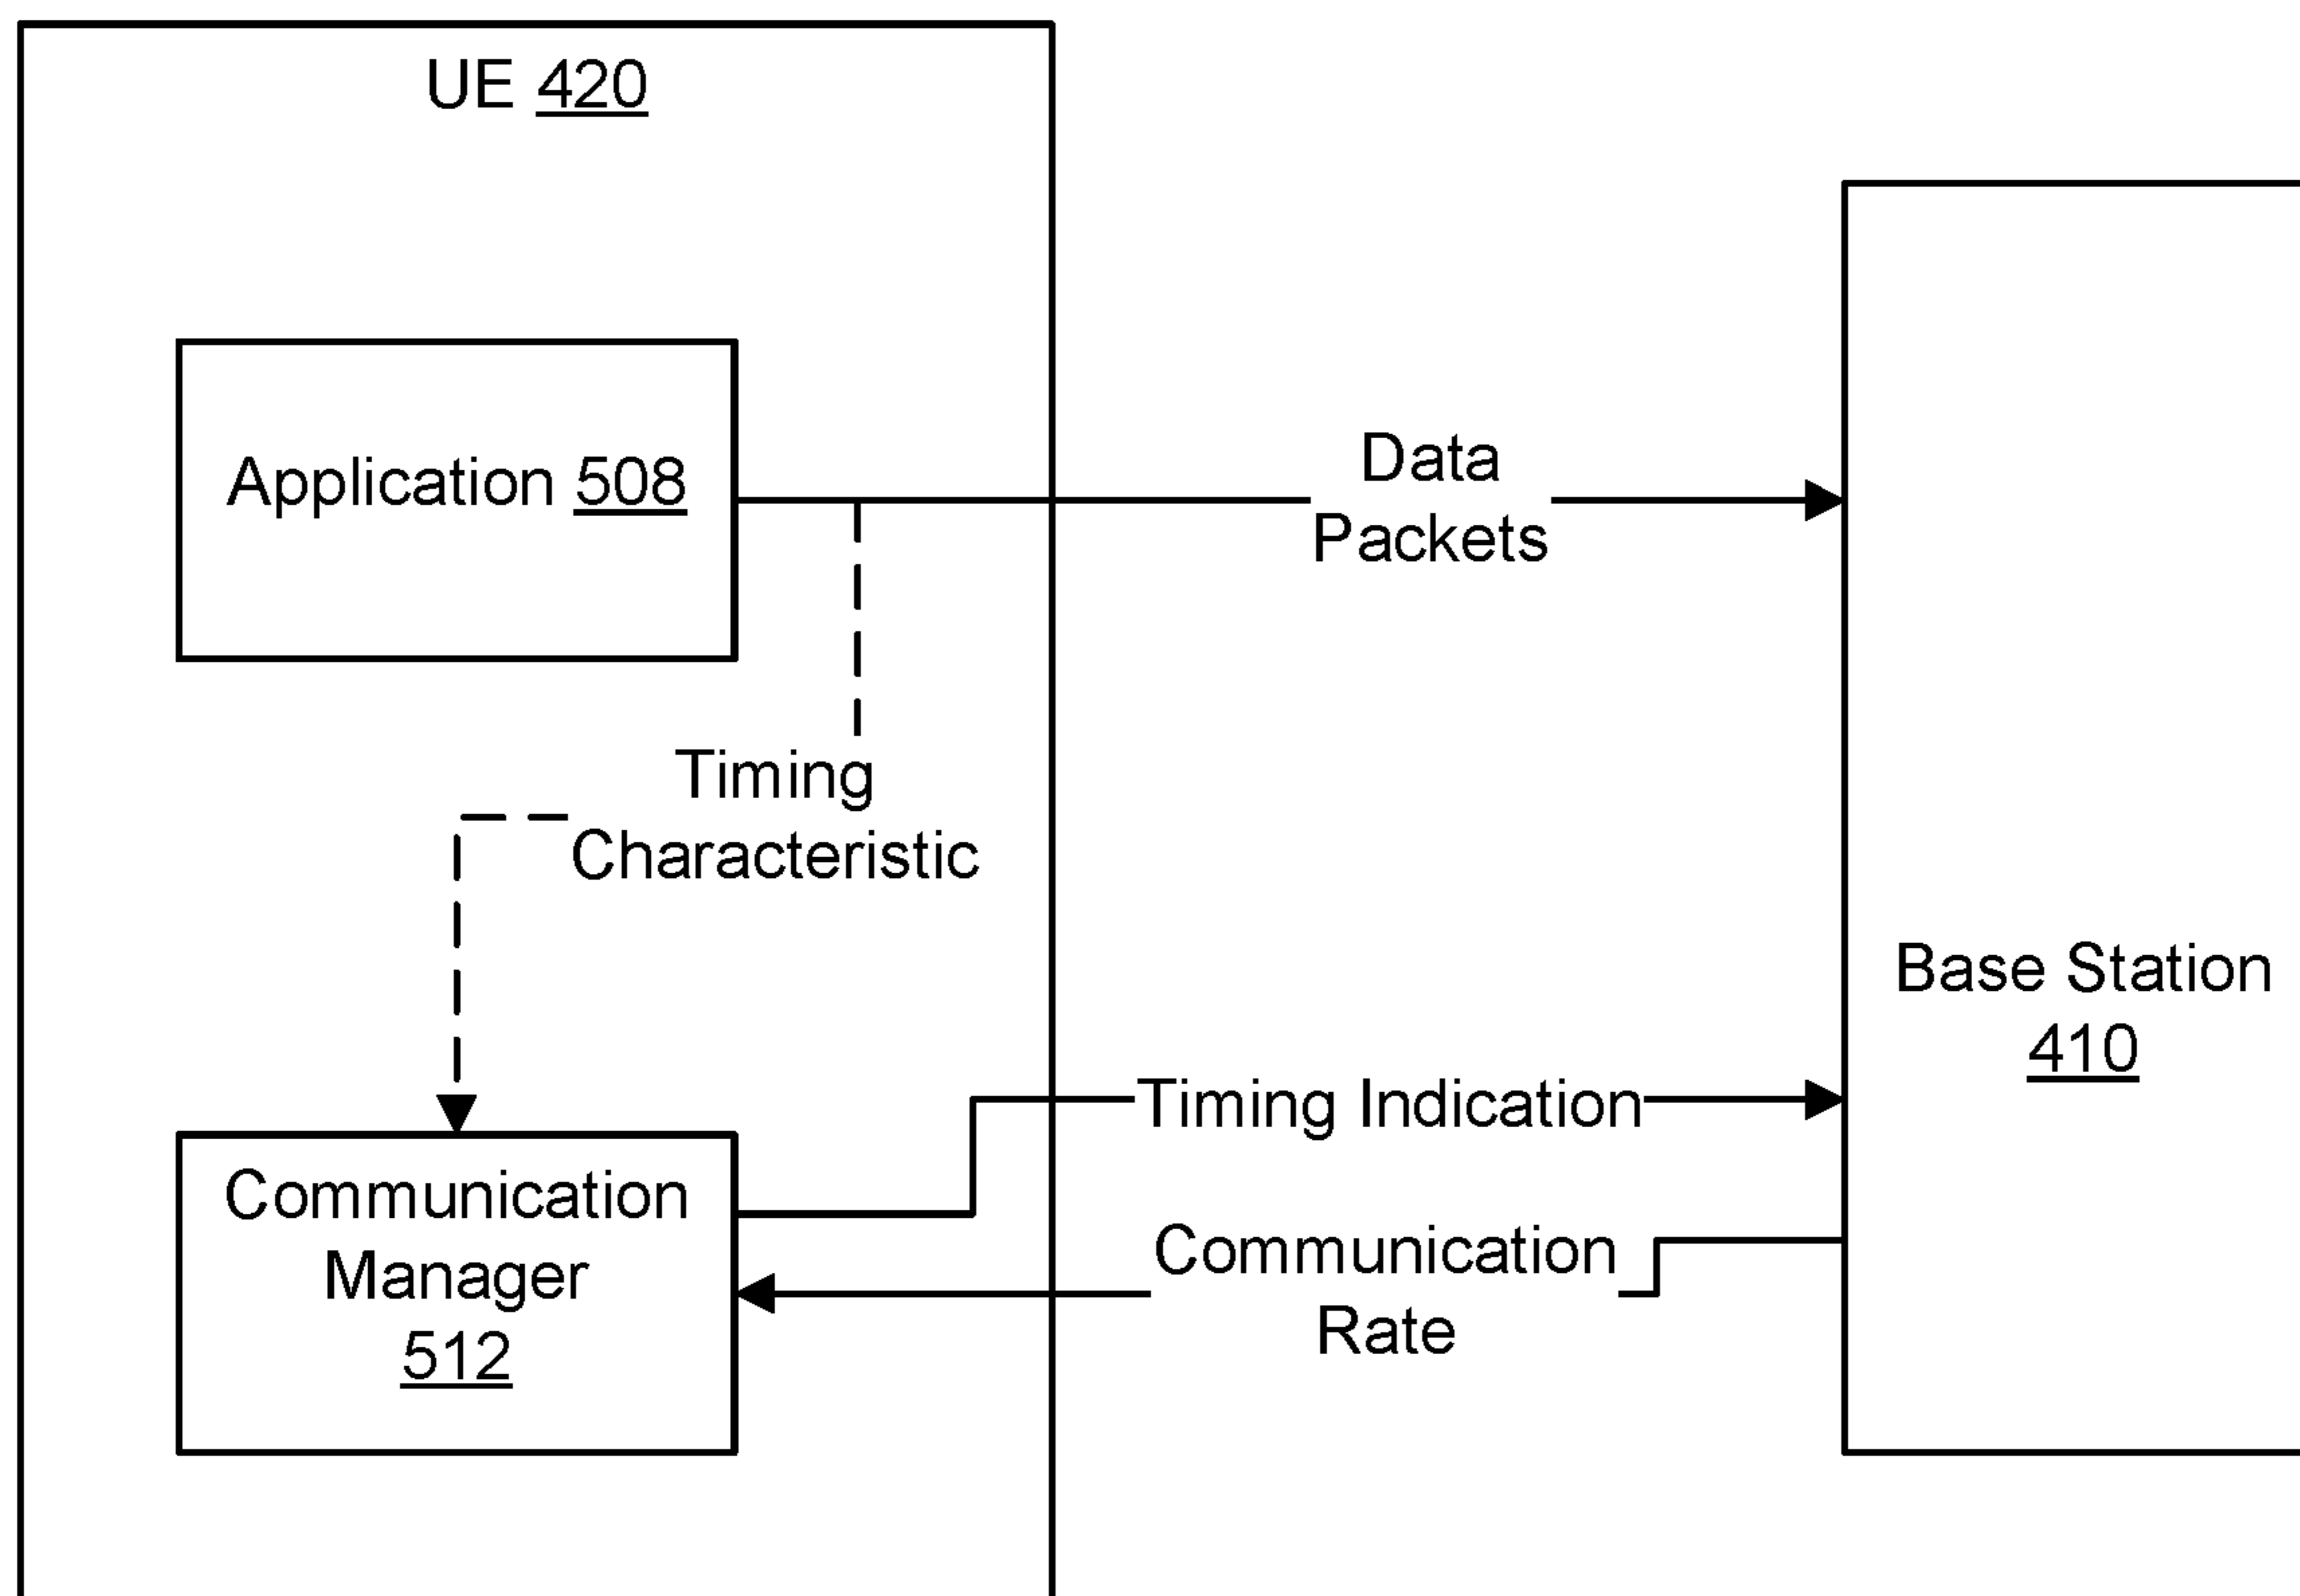 UE 420
Application 508
Data
Packets
Timing
Characteristic
Base Station
410
Timing Indication
Communication
Manager
512
Communication
Rate